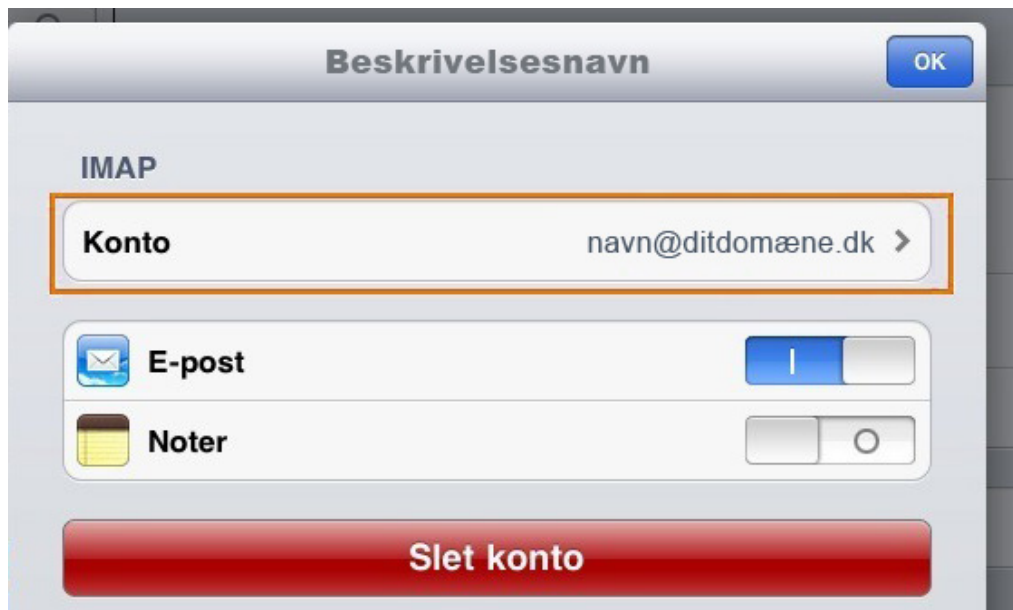 Beskrivelsesnavn
OK
IMAP
Konto navn@ditdomæne.dk
E-post
Noter
Slet konto